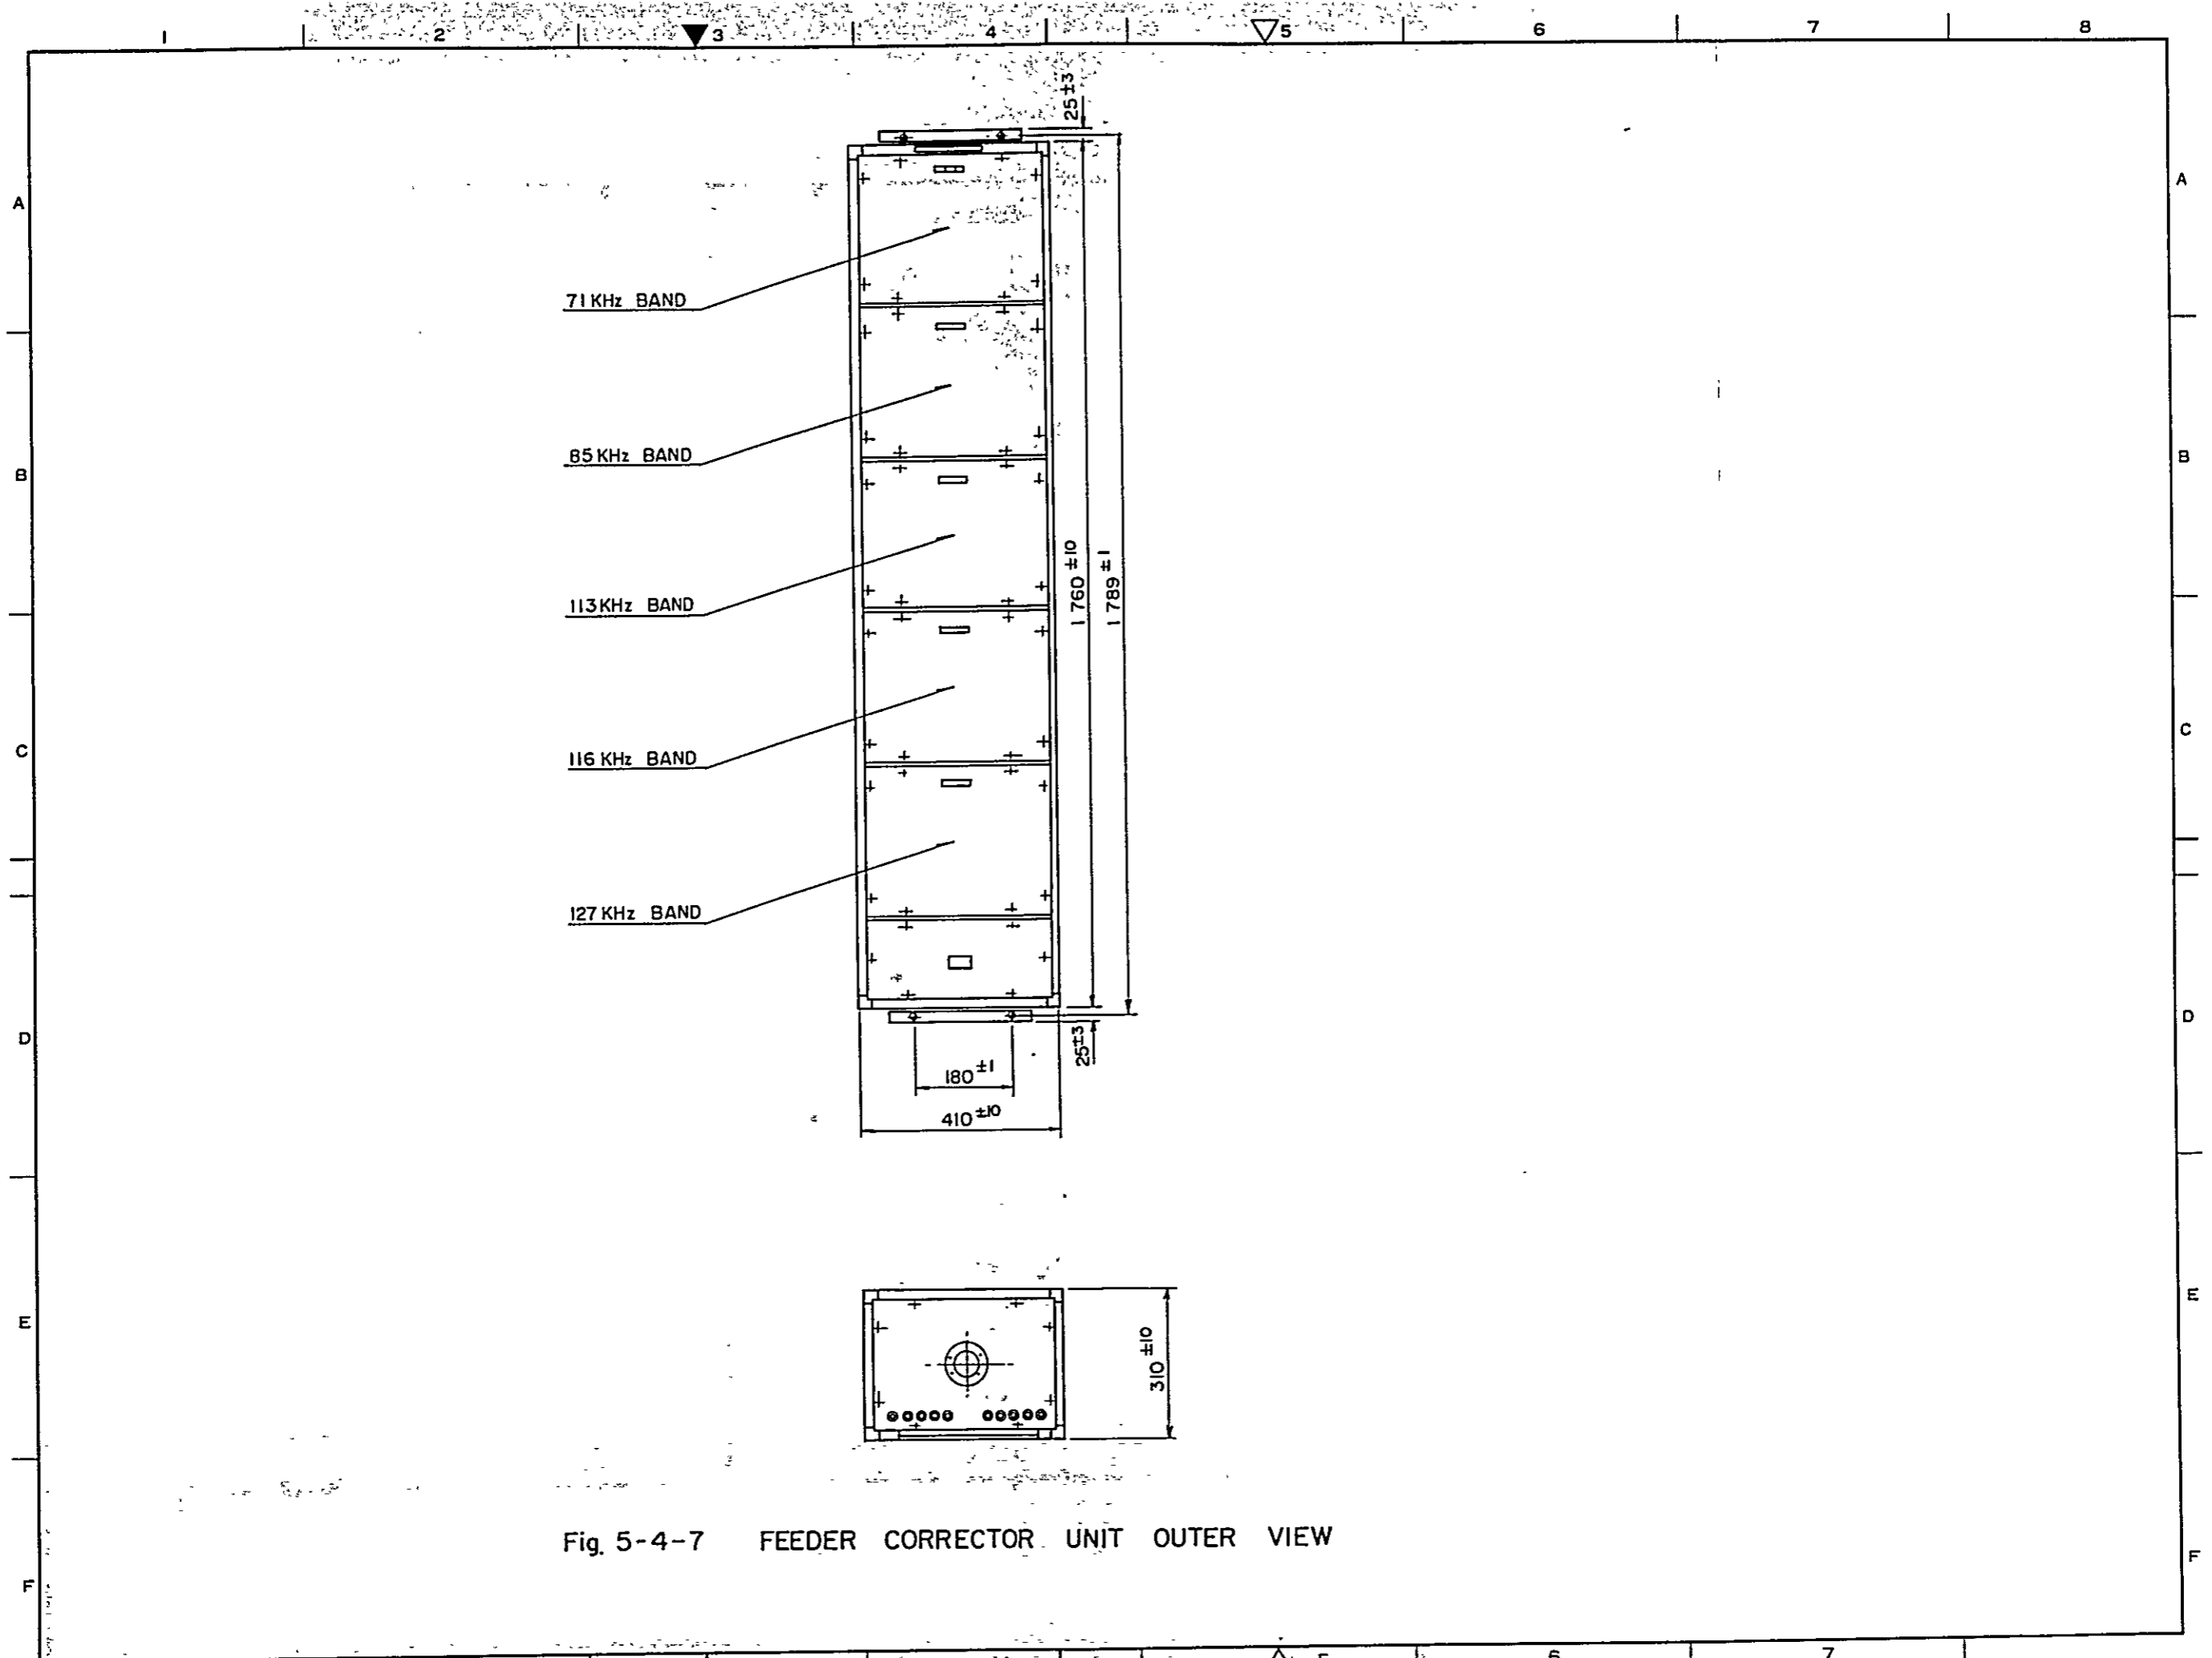 1 2 3 4 5 6 7 8
25±3
A A
71 KHz BAND
85 KHz BAND
B B
1 760 ±10
1 789 ±1
113 KHz BAND
116 KHz BAND
C C
127 KHz BAND
D D
25±3
180±1
410±10
E E
310±10
Fig. 5-4-7 FEEDER CORRECTOR UNIT OUTER VIEW
F F
7